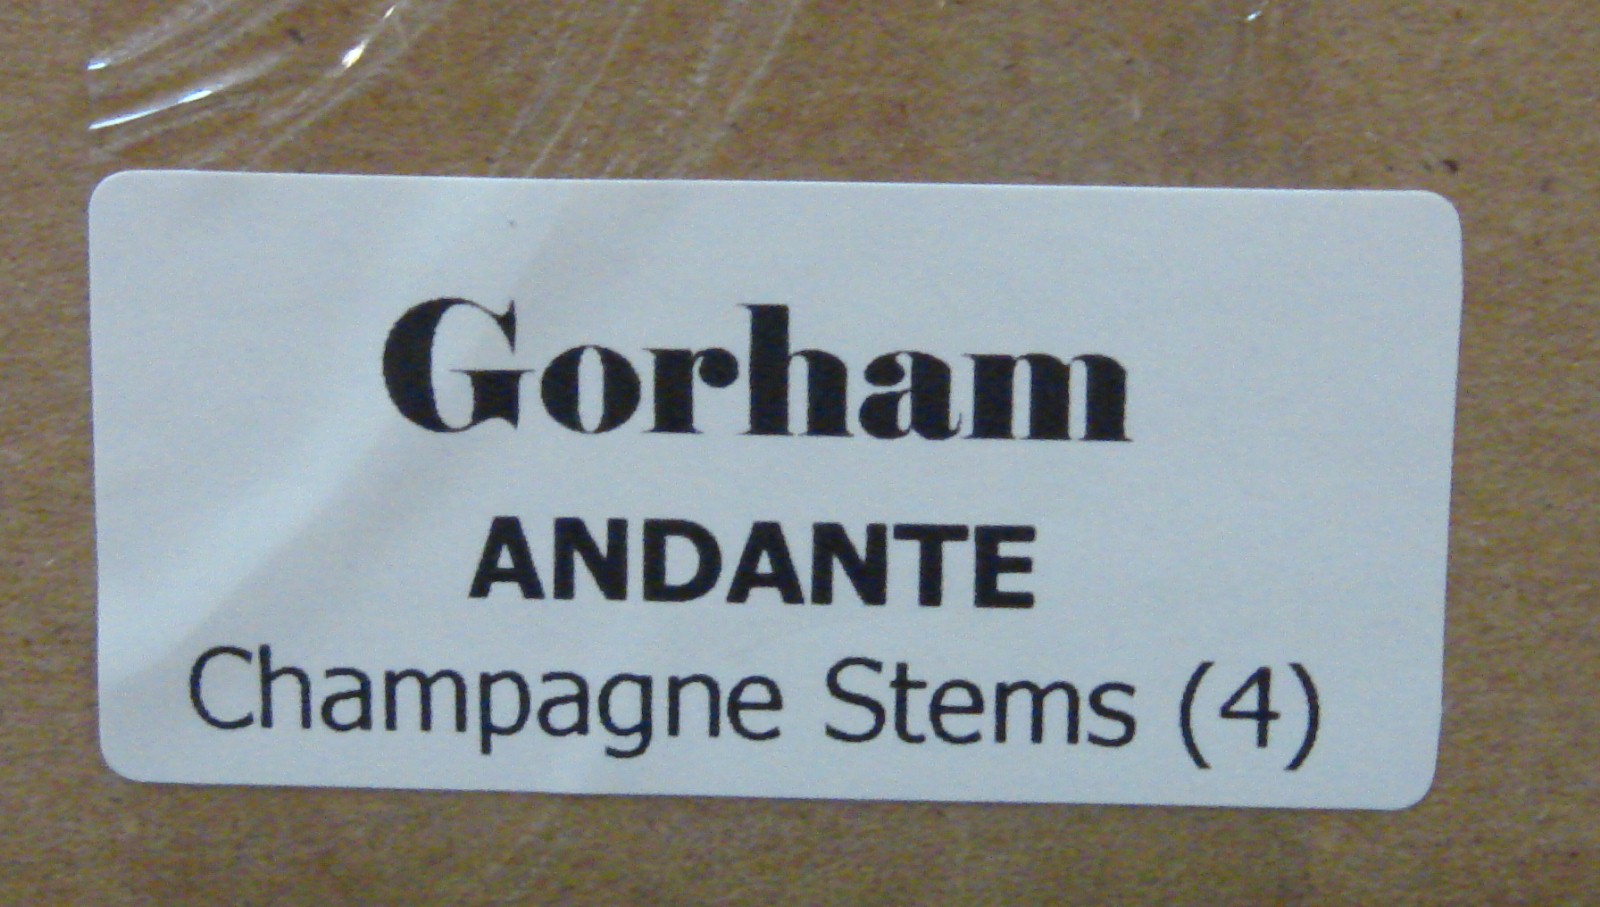 Gorham
ANDANTE
Champagne Stems (4)